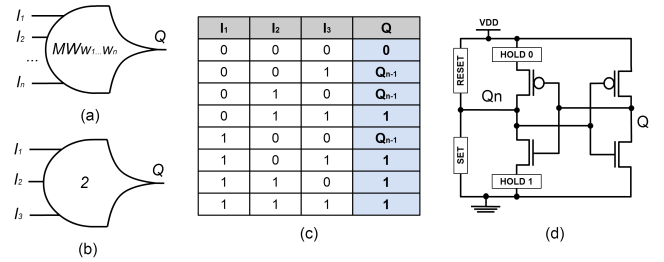 I1
I2
...
In
MWw1...wn
Q
(a)
I1
I2
I3
2
Q
(b)
I1 I2 I3 Q
0 0 0 0
0 0 1 Qn-1
0 1 0 Qn-1
0 1 1 1
1 0 0 Qn-1
1 0 1 1
1 1 0 1
1 1 1 1
(c)
VDD
RESET
HOLD 0
Qn
Q
SET
HOLD 1
(d)